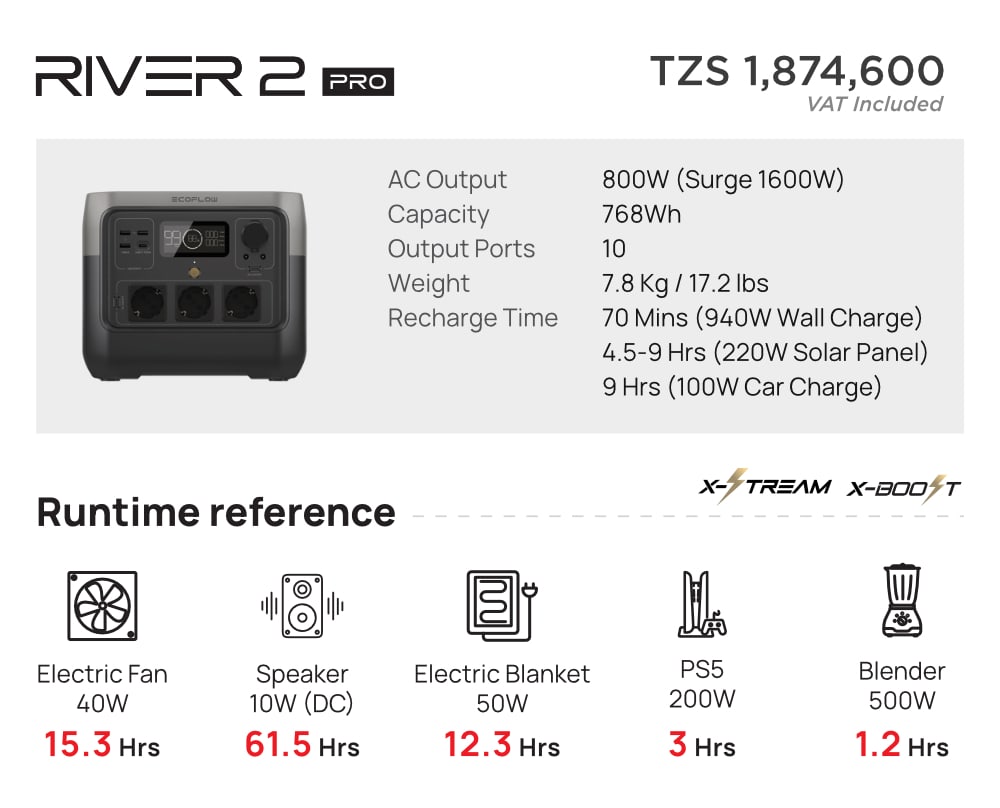 RIVER 2 PRO
TZS 1,874,600
VAT Included
ECOFLOW
99
AC Output 800W (Surge 1600W)
Capacity 768Wh
Output Ports 10
Weight 7.8 Kg / 17.2 lbs
Recharge Time 70 Mins (940W Wall Charge)
4.5-9 Hrs (220W Solar Panel)
9 Hrs (100W Car Charge)
X-STREAM X-BOOST
Runtime reference
Electric Fan
40W
15.3 Hrs
Speaker
10W (DC)
61.5 Hrs
Electric Blanket
50W
12.3 Hrs
PS5
200W
3 Hrs
Blender
500W
1.2 Hrs